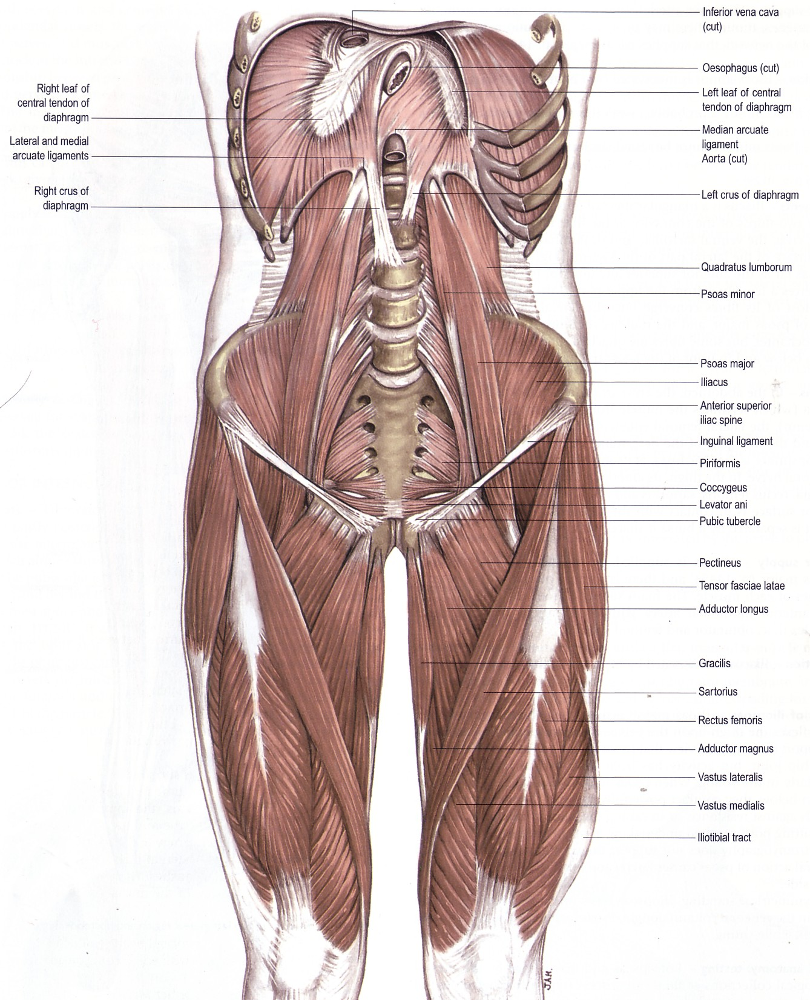 Inferior vena cava
(cut)
Oesophagus (cut)
Left leaf of central
tendon of diaphragm
Median arcuate
ligament
Aorta (cut)
Left crus of diaphragm
Quadratus lumborum
Psoas minor
Psoas major
Iliacus
Anterior superior
iliac spine
Inguinal ligament
Piriformis
Coccygeus
Levator ani
Pubic tubercle
Pectineus
Tensor fasciae latae
Adductor longus
Gracilis
Sartorius
Rectus femoris
Adductor magnus
Vastus lateralis
Vastus medialis
Iliotibial tract
Right leaf of
central tendon of
diaphragm
Lateral and medial
arcuate ligaments
Right crus of
diaphragm
J.A.H.